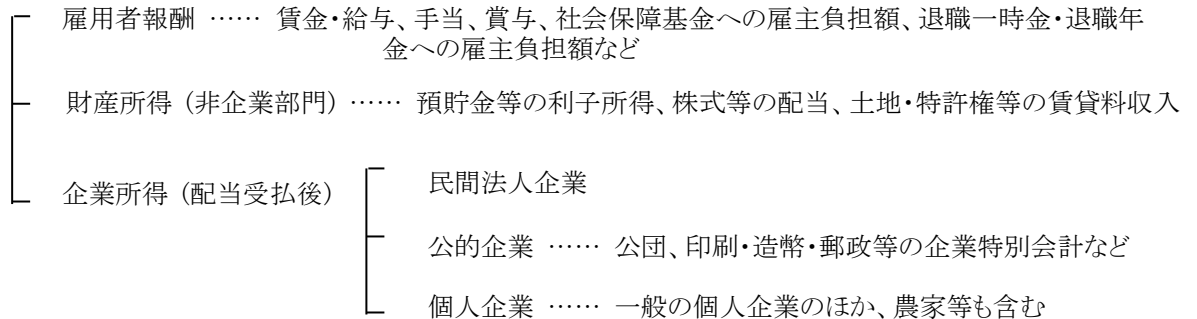 雇用者報酬 …… 賃金・給与、手当、賞与、社会保障基金への雇主負担額、退職一時金・退職年
金への雇主負担額など
財産所得 (非企業部門) …… 預貯金等の利子所得、株式等の配当、土地・特許権等の賃貸料収入
企業所得 (配当受払後)
民間法人企業
公的企業 …… 公団、印刷・造幣・郵政等の企業特別会計など
個人企業 …… 一般の個人企業のほか、農家等も含む